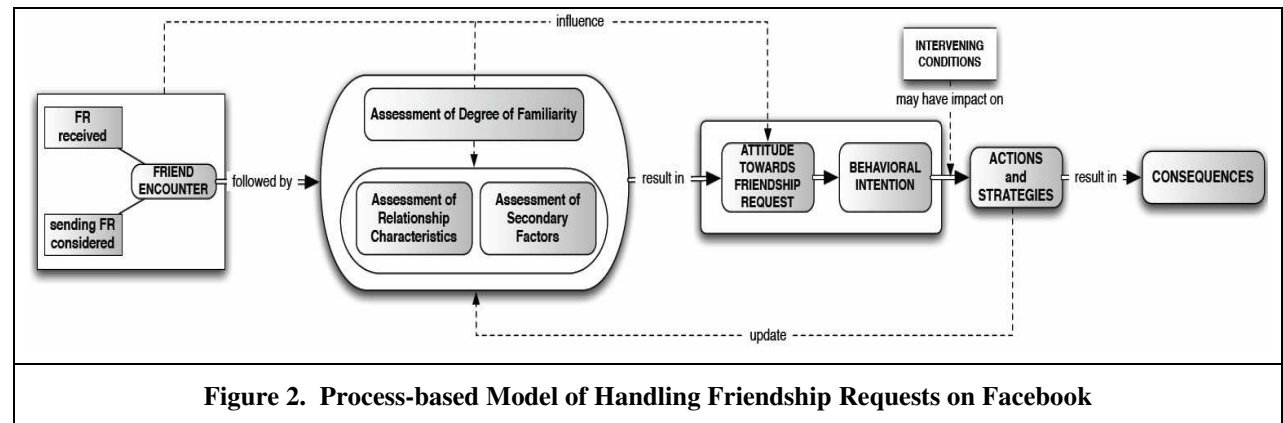 influence
INTERVENING
CONDITIONS
may have impact on
FR
received
FRIEND
ENCOUNTER
sending FR
considered
followed by
Assessment of Degree of Familiarity
Assessment of
Relationship
Characteristics
Assessment of
Secondary
Factors
result in
ATTITUDE
TOWARDS
FRIENDSHIP
REQUEST
BEHAVIORAL
INTENTION
ACTIONS
and
STRATEGIES
result in
CONSEQUENCES
update
Figure 2. Process-based Model of Handling Friendship Requests on Facebook